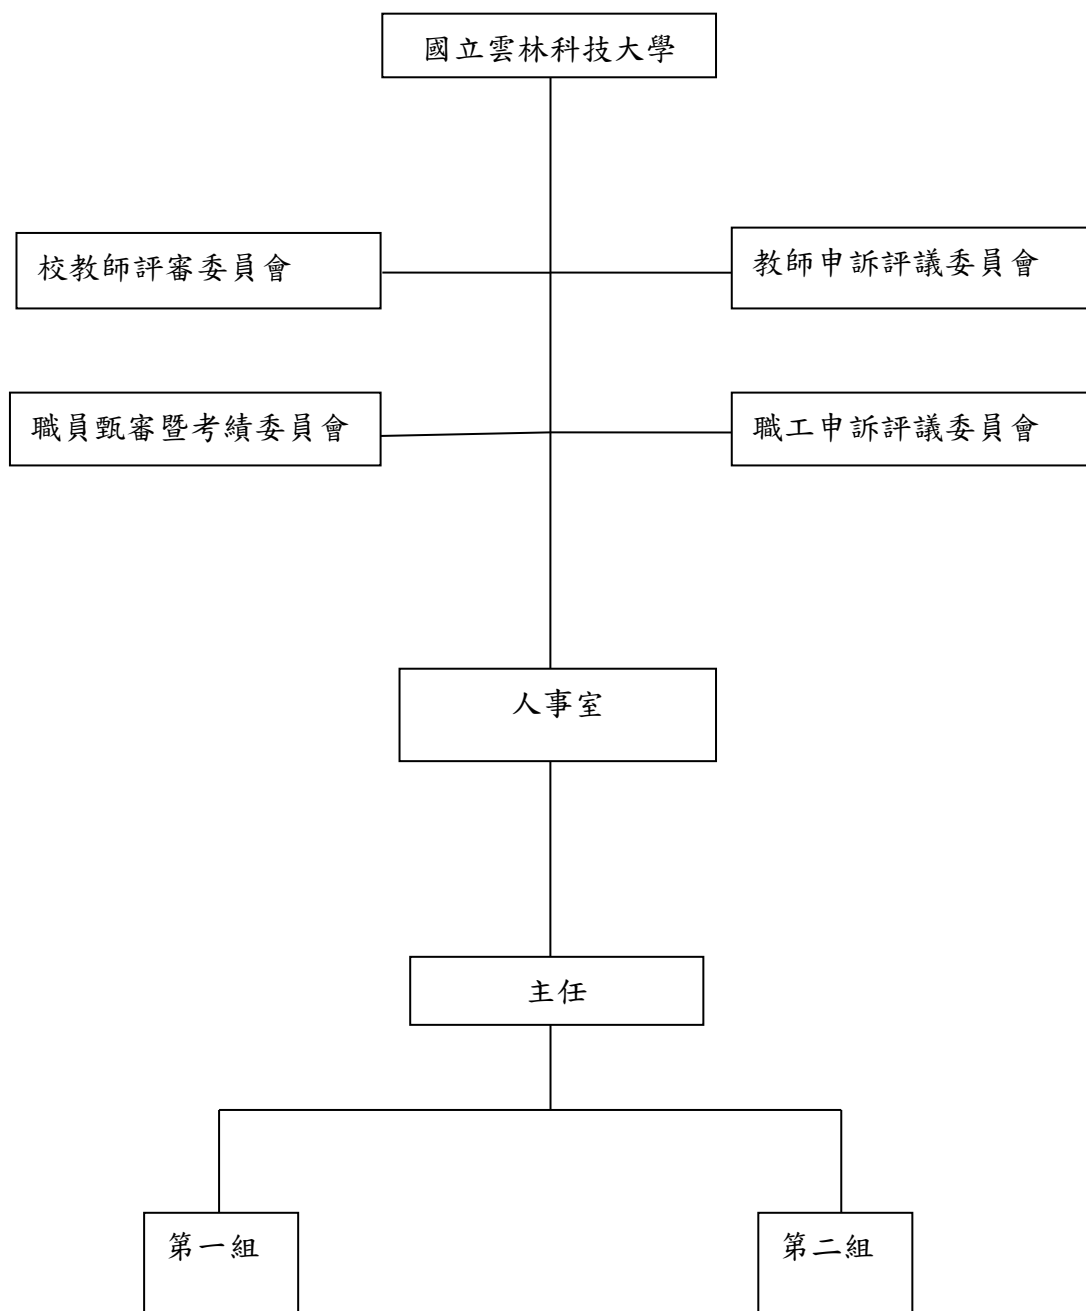 國立雲林科技大學
校教師評審委員會
教師申訴評議委員會
職員甄審暨考績委員會
職工申訴評議委員會
人事室
主任
第一組
第二組